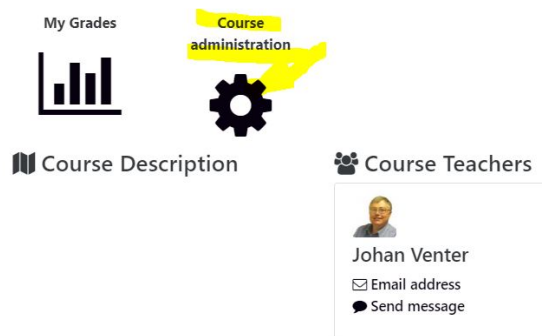 My Grades
Course
administration
Course Description
Course Teachers
Johan Venter
Email address
Send message